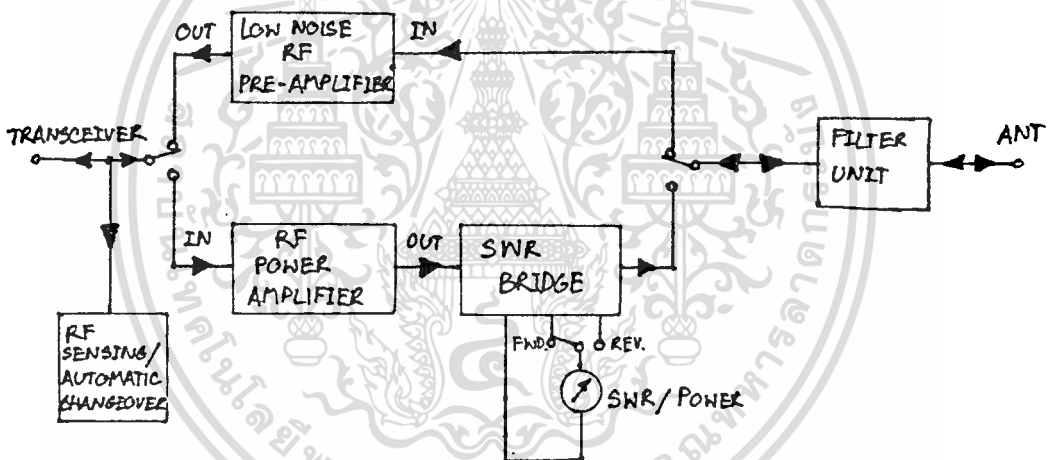 OUT
LOW NOISE
RF
PRE-AMPLIFIER
IN
TRANSCEIVER
FILTER
UNIT
ANT
IN
RF
POWER
AMPLIFIER
OUT
SWR
BRIDGE
RF
SENSING/
AUTOMATIC
CHANGEOVER
FWD.
REV.
SWR/POWER